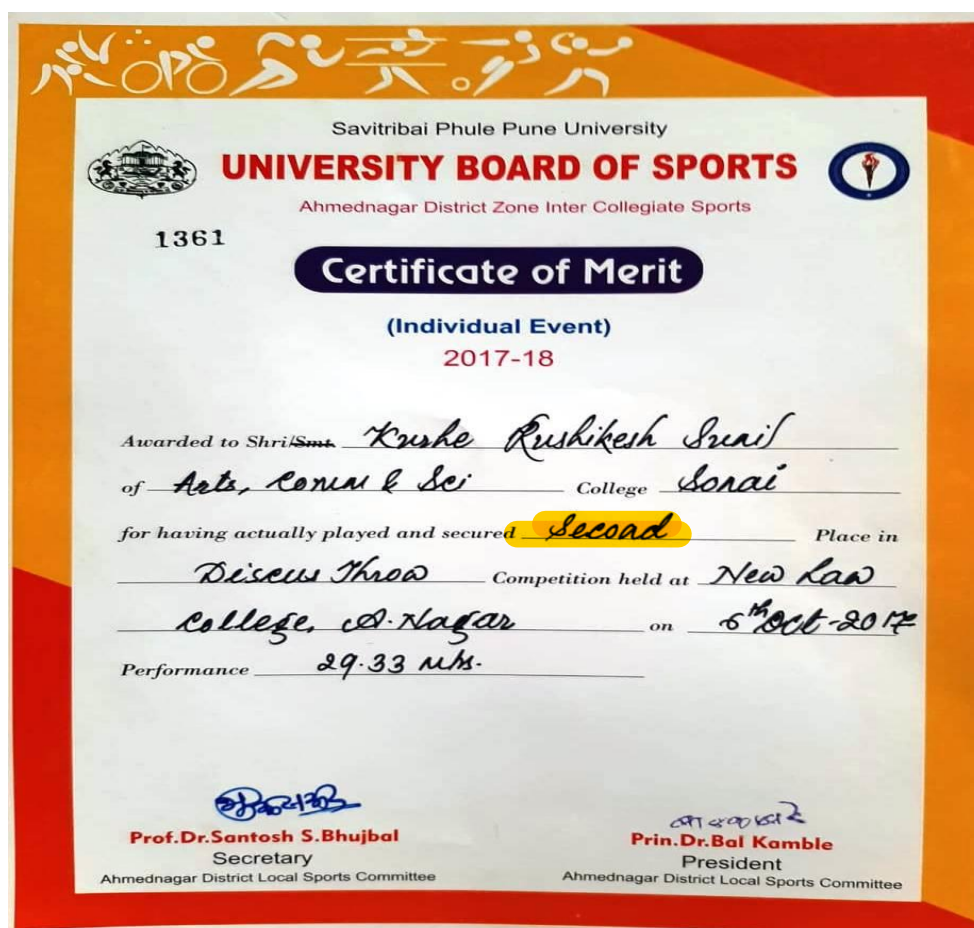 Savitribai Phule Pune University
UNIVERSITY BOARD OF SPORTS
Ahmednagar District Zone Inter Collegiate Sports
1361
Certificate of Merit
(Individual Event)
2017-18
Awarded to Shri/Smt. Kurhe Rushikesh Sunil
of Arts, Comm & Sci College Sonai
for having actually played and secured Second Place in
Discus Throw Competition held at New Law
College, A. Nagar on 6th Oct-2017
Performance 29.33 mts.
Prof.Dr.Santosh S.Bhujbal
Secretary
Ahmednagar District Local Sports Committee
Prin.Dr.Bal Kamble
President
Ahmednagar District Local Sports Committee